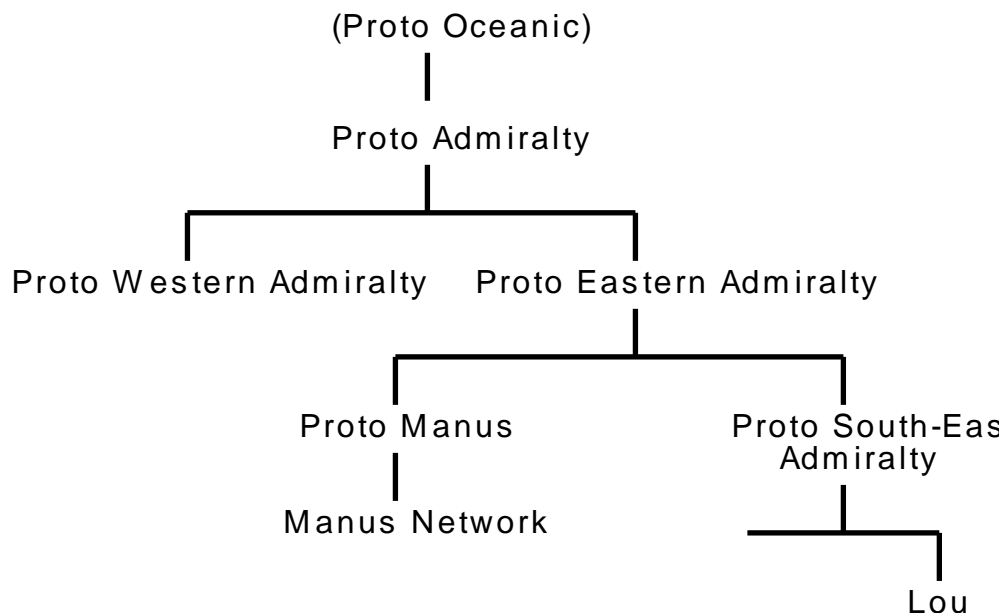 (Proto Oceanic)
Proto Admiralty
Proto Western Admiralty Proto Eastern Admiralty
Proto Manus Proto South-Eas
Admiralty
Manus Network
Lou